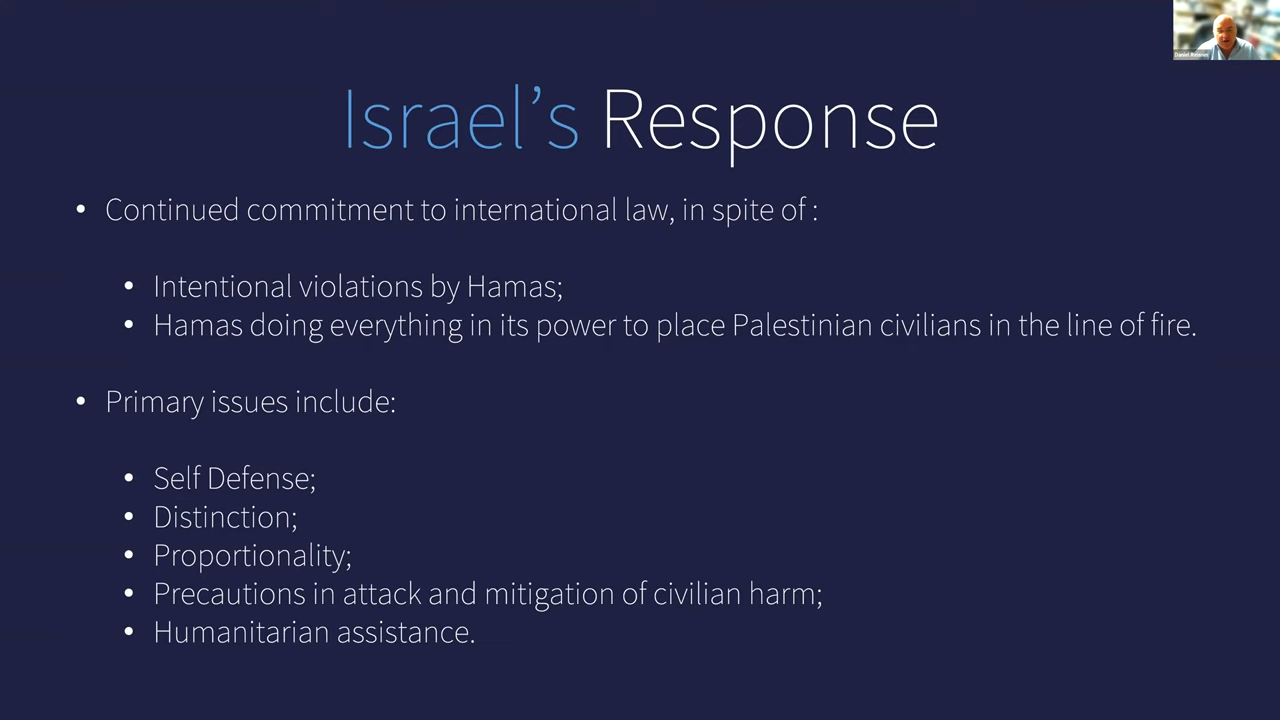 Israel’s Response
• Continued commitment to international law, in spite of :
• Intentional violations by Hamas;
• Hamas doing everything in its power to place Palestinian civilians in the line of fire.
• Primary issues include:
• Self Defense;
• Distinction;
• Proportionality;
• Precautions in attack and mitigation of civilian harm;
• Humanitarian assistance.
Daniel